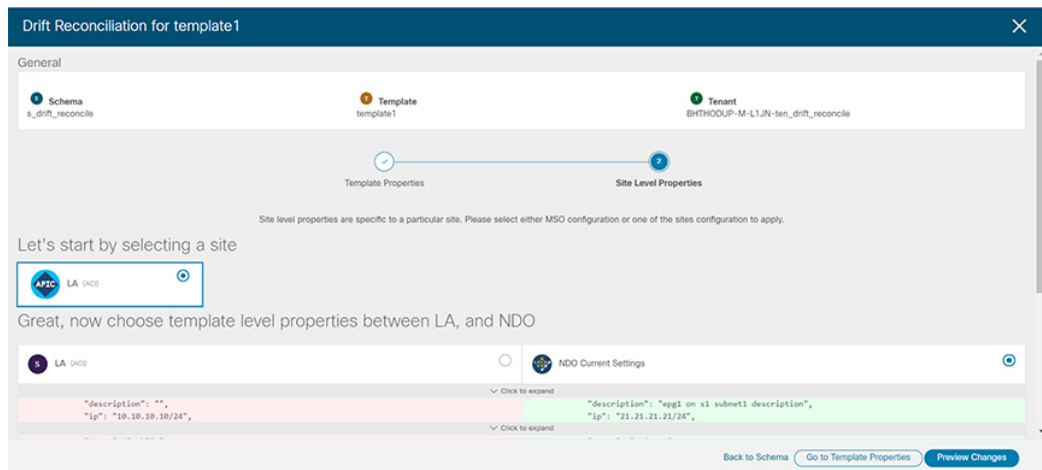 Drift Reconciliation for template1
General
S Schema
s_drift_reconcile
T Template
template1
T Tenant
BHTHODUP-M-L1JN-ten_drift_reconcile
2
Template Properties
Site Level Properties
Site level properties are specific to a particular site. Please select either MSO configuration or one of the sites configuration to apply.
Let's start by selecting a site
APIC LA (ACI)
Great, now choose template level properties between LA, and NDO
S LA (ACI)
NDO Current Settings
Click to expand
"description": "",
"description": "epg1 on s1 subnet1 description",
"ip": "10.10.10.10/24",
"ip": "21.21.21.21/24",
Click to expand
Back to Schema Go to Template Properties Preview Changes